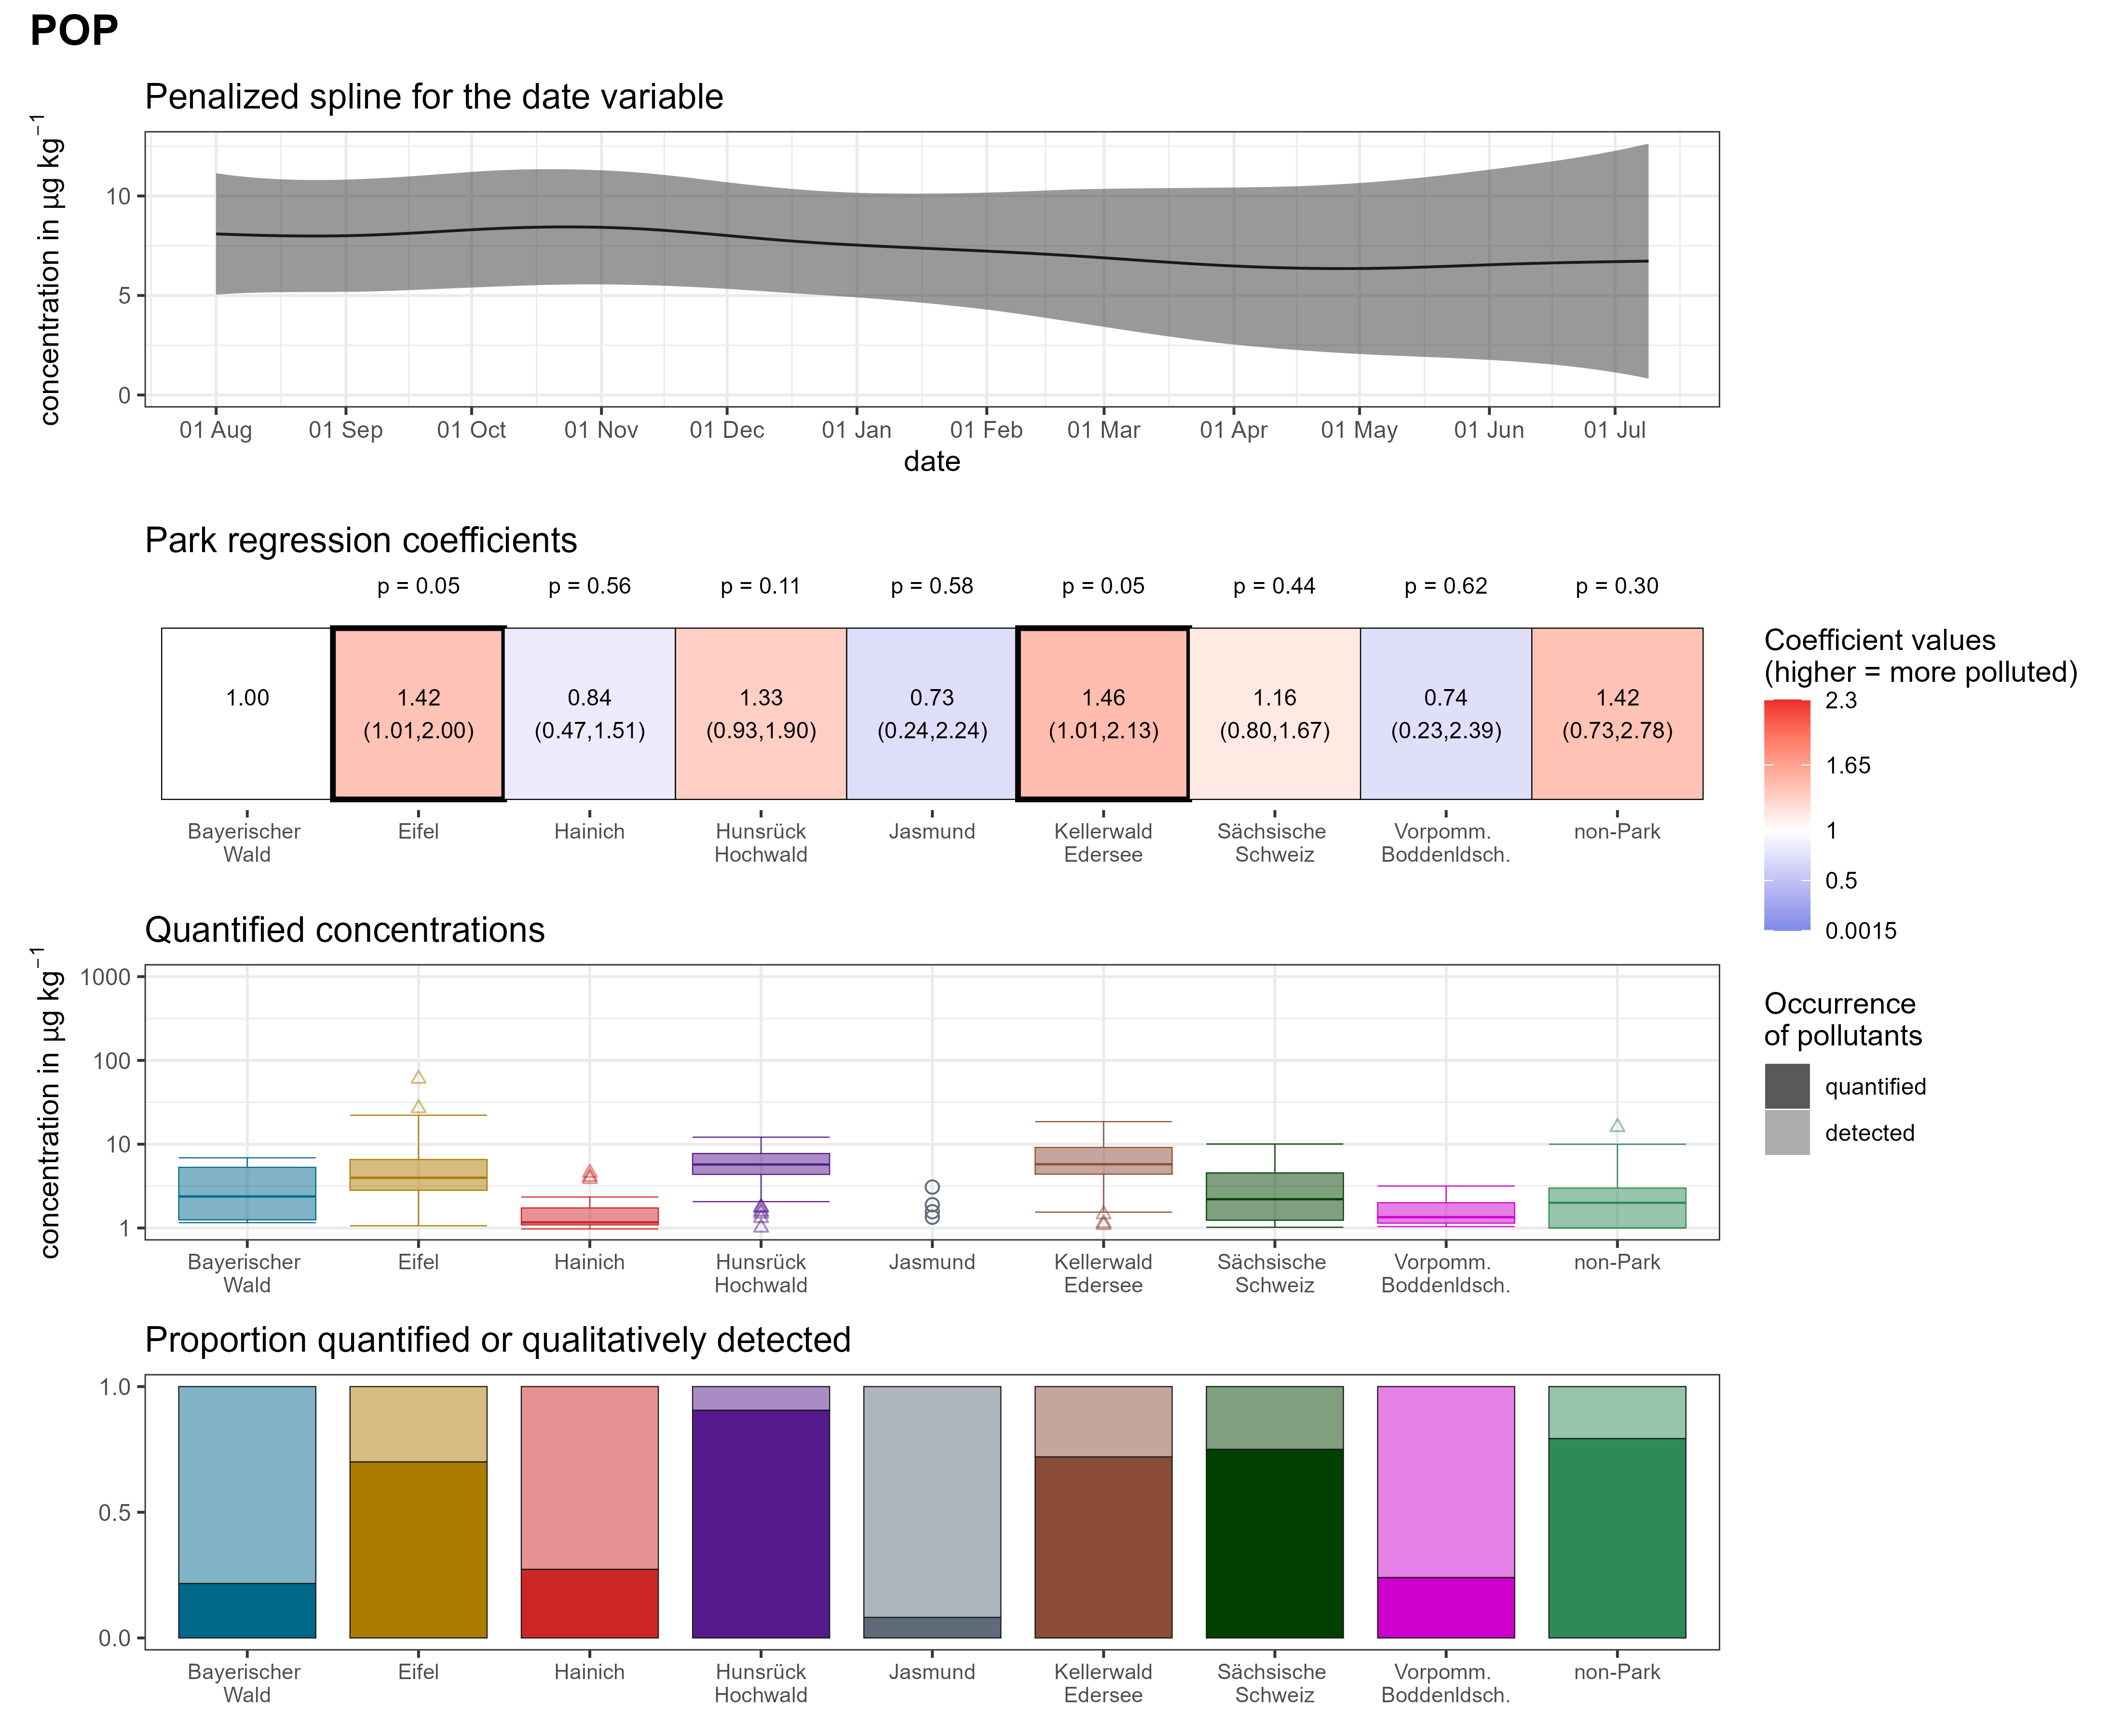 POP
Penalized spline for the date variable
concentration in µg kg⁻¹
10
5
0
01 Aug 01 Sep 01 Oct 01 Nov 01 Dec 01 Jan 01 Feb 01 Mar 01 Apr 01 May 01 Jun 01 Jul
date
Park regression coefficients
p = 0.05 p = 0.56 p = 0.11 p = 0.58 p = 0.05 p = 0.44 p = 0.62 p = 0.30
1.00 1.42 0.84 1.33 0.73 1.46 1.16 0.74 1.42
(1.01,2.00) (0.47,1.51) (0.93,1.90) (0.24,2.24) (1.01,2.13) (0.80,1.67) (0.23,2.39) (0.73,2.78)
Bayerischer Eifel Hainich Hunsrück Jasmund Kellerwald Sächsische Vorpomm. non-Park
Wald Hochwald Edersee Schweiz Boddenldsch.
Coefficient values
(higher = more polluted)
2.3
1.65
1
0.5
0.0015
Quantified concentrations
concentration in µg kg⁻¹
1000
100
10
1
Bayerischer Eifel Hainich Hunsrück Jasmund Kellerwald Sächsische Vorpomm. non-Park
Wald Hochwald Edersee Schweiz Boddenldsch.
Occurrence
of pollutants
quantified
detected
Proportion quantified or qualitatively detected
1.0
0.5
0.0
Bayerischer Eifel Hainich Hunsrück Jasmund Kellerwald Sächsische Vorpomm. non-Park
Wald Hochwald Edersee Schweiz Boddenldsch.